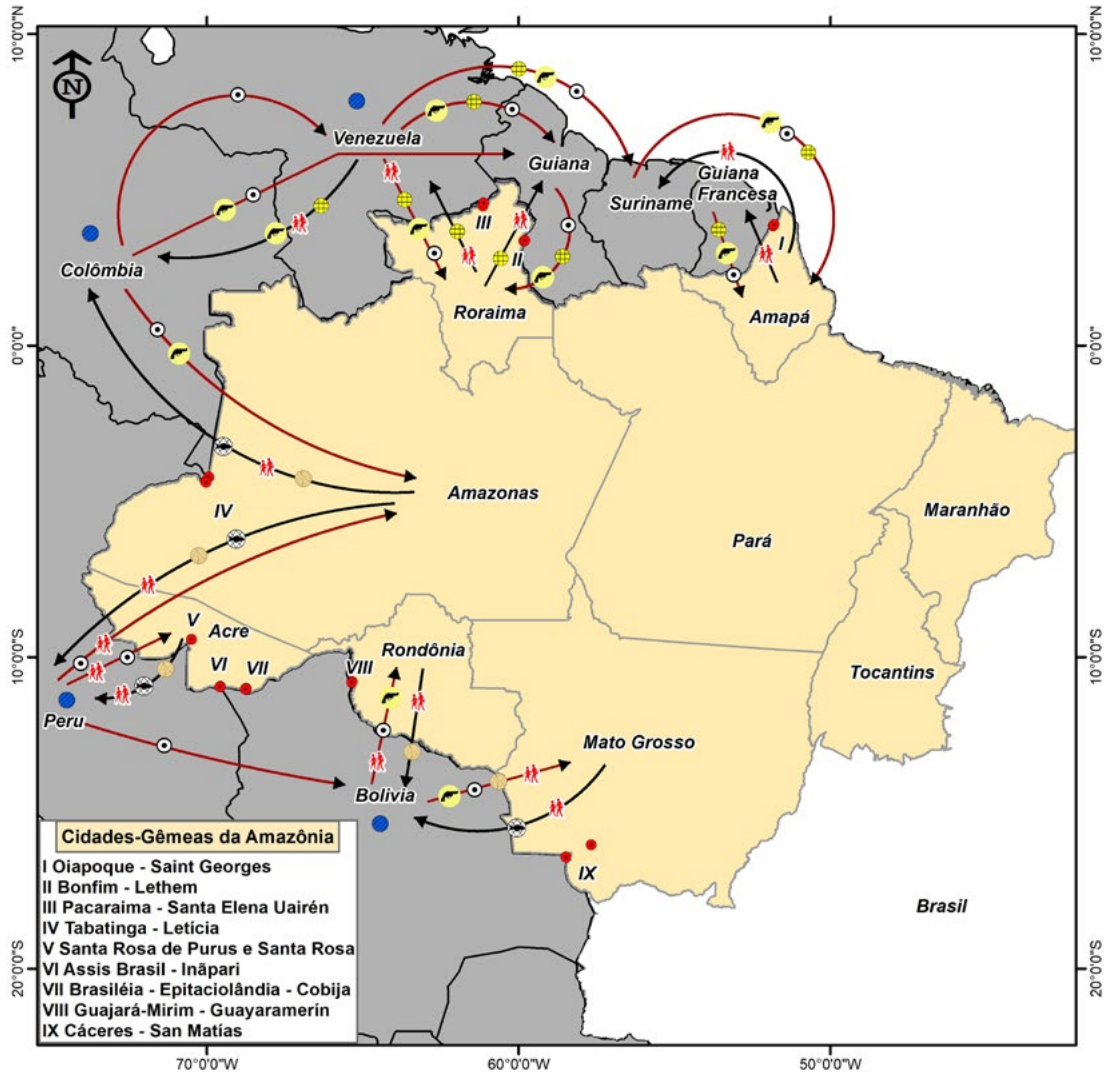 10°0'0"N
10°0'0"N
N
Venezuela
Guiana
Guiana
Francesa
Suriname
III
I
II
Colômbia
Roraima
Amapá
0°0'0"
0°0'0"
Amazonas
IV
Maranhão
Pará
V
Acre
Rondônia
10°0'0"S
10°0'0"S
VI
VII
VIII
Tocantins
Peru
Mato Grosso
Bolivia
Cidades-Gêmeas da Amazônia
I Oiapoque - Saint Georges
II Bonfim - Lethem
III Pacaraima - Santa Elena Uairén
IV Tabatinga - Letícia
V Santa Rosa de Purus e Santa Rosa
VI Assis Brasil - Inãpari
VII Brasiléia - Epitaciolândia - Cobija
VIII Guajará-Mirim - Guayaramerín
IX Cáceres - San Matías
IX
Brasil
20°0'0"S
20°0'0"S
70°0'0"W
60°0'0"W
50°0'0"W